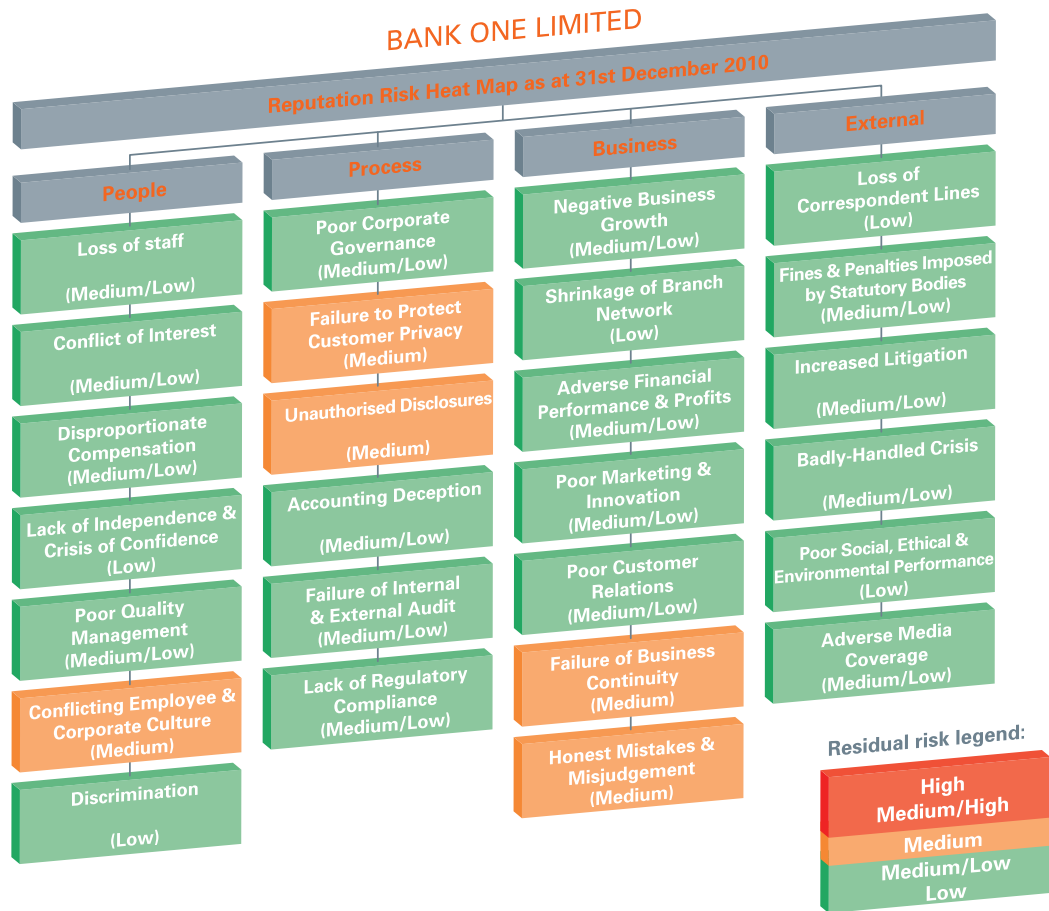 BANK ONE LIMITED
Reputation Risk Heat Map as at 31st December 2010
People
Loss of staff
(Medium/Low)
Conflict of Interest
(Medium/Low)
Disproportionate
Compensation
(Medium/Low)
Lack of Independence &
Crisis of Confidence
(Low)
Poor Quality
Management
(Medium/Low)
Conflicting Employee &
Corporate Culture
(Medium)
Discrimination
(Low)
Process
Poor Corporate
Governance
(Medium/Low)
Failure to Protect
Customer Privacy
(Medium)
Unauthorised Disclosures
(Medium)
Accounting Deception
(Medium/Low)
Failure of Internal
& External Audit
(Medium/Low)
Lack of Regulatory
Compliance
(Medium/Low)
Business
Negative Business
Growth
(Medium/Low)
Shrinkage of Branch
Network
(Low)
Adverse Financial
Performance & Profits
(Medium/Low)
Poor Marketing &
Innovation
(Medium/Low)
Poor Customer
Relations
(Medium/Low)
Failure of Business
Continuity
(Medium)
Honest Mistakes &
Misjudgement
(Medium)
External
Loss of
Correspondent Lines
(Low)
Fines & Penalties Imposed
by Statutory Bodies
(Medium/Low)
Increased Litigation
(Medium/Low)
Badly-Handled Crisis
(Medium/Low)
Poor Social, Ethical &
Environmental Performance
(Low)
Adverse Media
Coverage
(Medium/Low)
Residual risk legend:
High
Medium/High
Medium
Medium/Low
Low